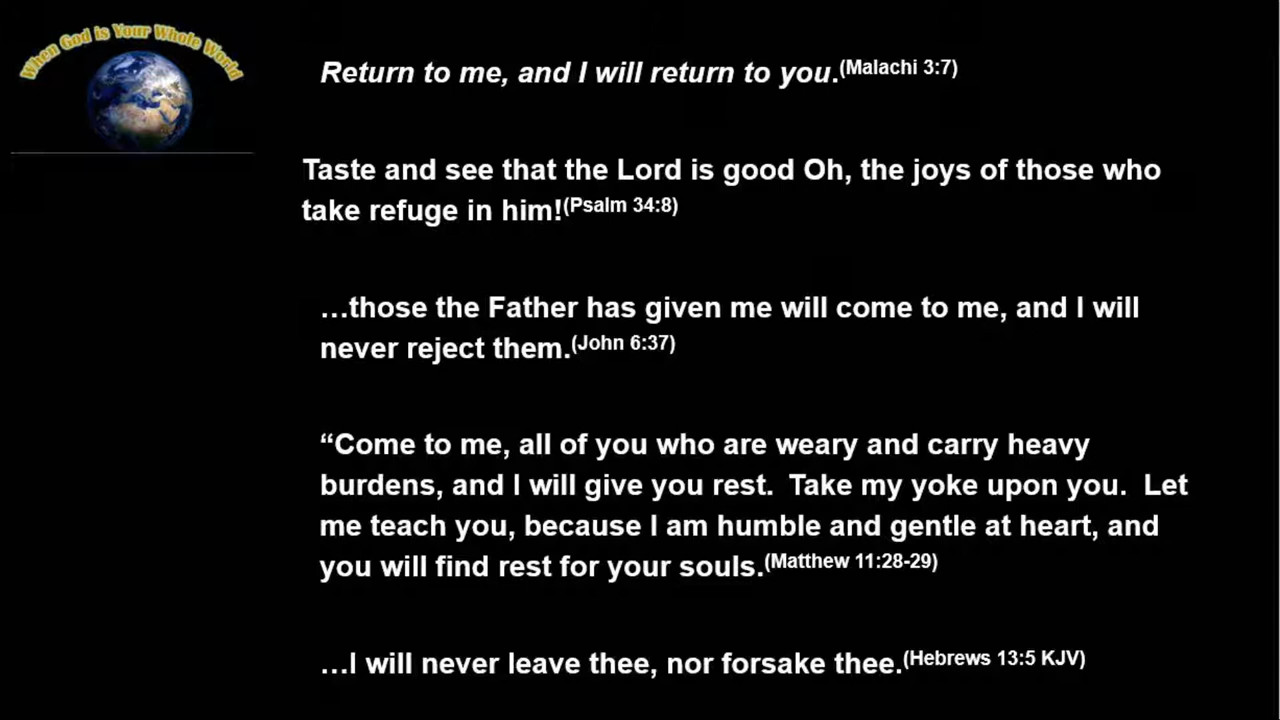 When God is Your Whole World
Return to me, and I will return to you.(Malachi 3:7)
Taste and see that the Lord is good Oh, the joys of those who
take refuge in him!(Psalm 34:8)
…those the Father has given me will come to me, and I will
never reject them.(John 6:37)
“Come to me, all of you who are weary and carry heavy
burdens, and I will give you rest.  Take my yoke upon you.  Let
me teach you, because I am humble and gentle at heart, and
you will find rest for your souls.(Matthew 11:28-29)
…I will never leave thee, nor forsake thee.(Hebrews 13:5 KJV)